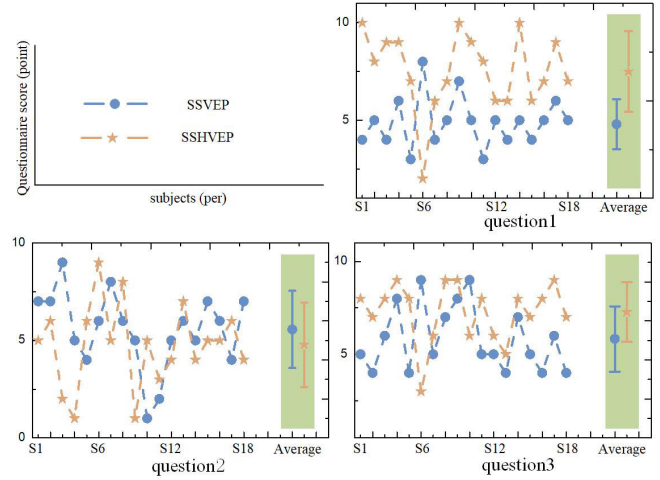 Questionnaire score (point)
SSVEP
SSHVEP
subjects (per)
10
5
S1 S6 S12 S18 Average
question1
10
5
0
S1 S6 S12 S18 Average
question2
10
5
S1 S6 S12 S18 Average
question3